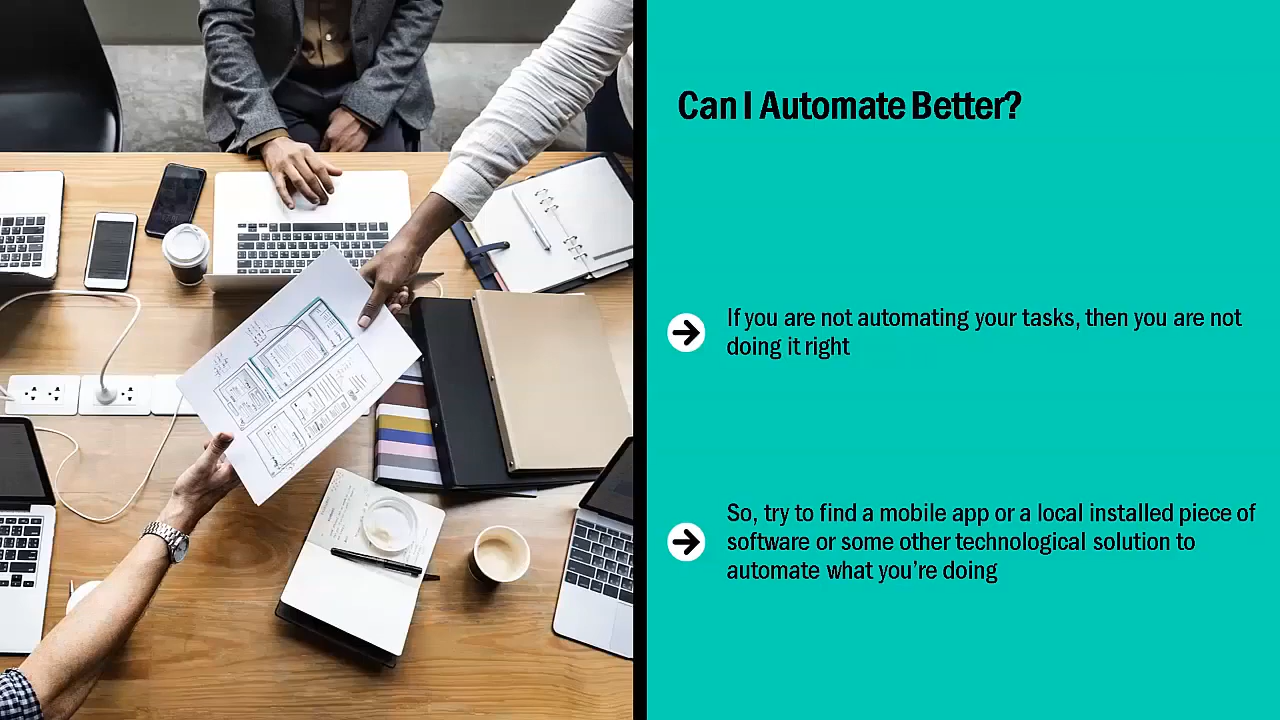 Can I Automate Better?
If you are not automating your tasks, then you are not
doing it right
So, try to find a mobile app or a local installed piece of
software or some other technological solution to
automate what you're doing